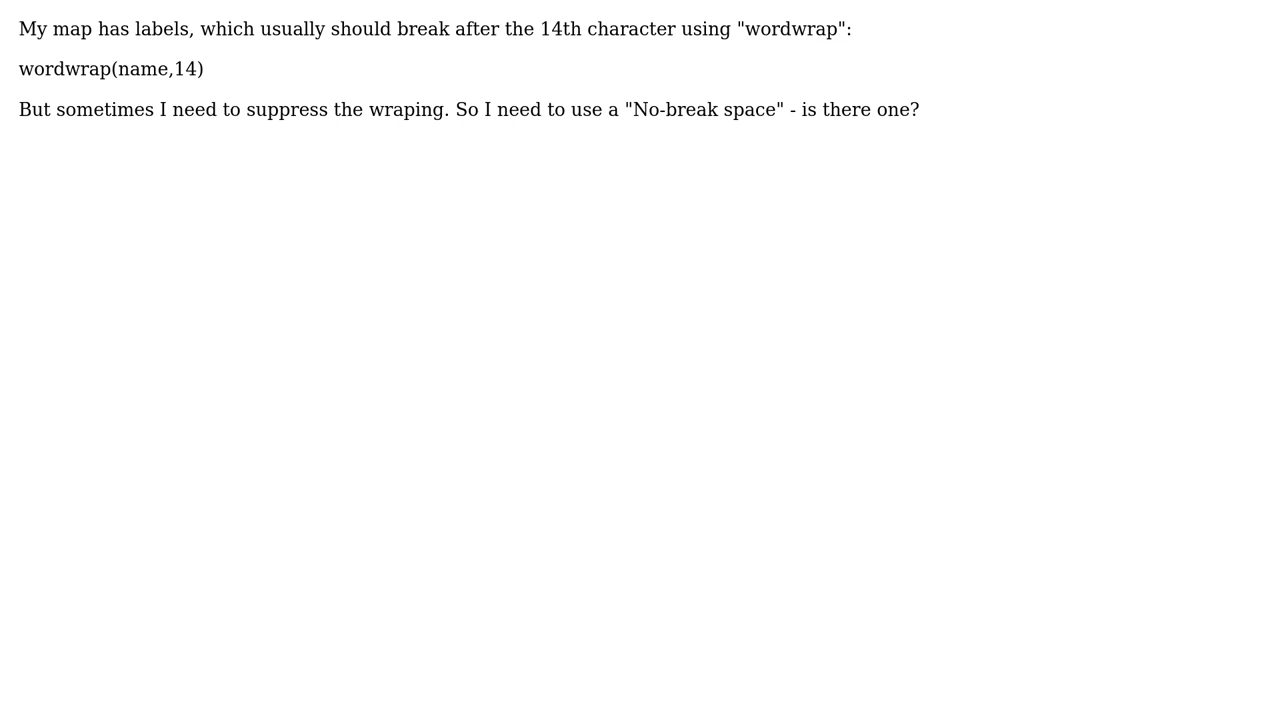 My map has labels, which usually should break after the 14th character using "wordwrap":
wordwrap(name,14)
But sometimes I need to suppress the wraping. So I need to use a "No-break space" - is there one?